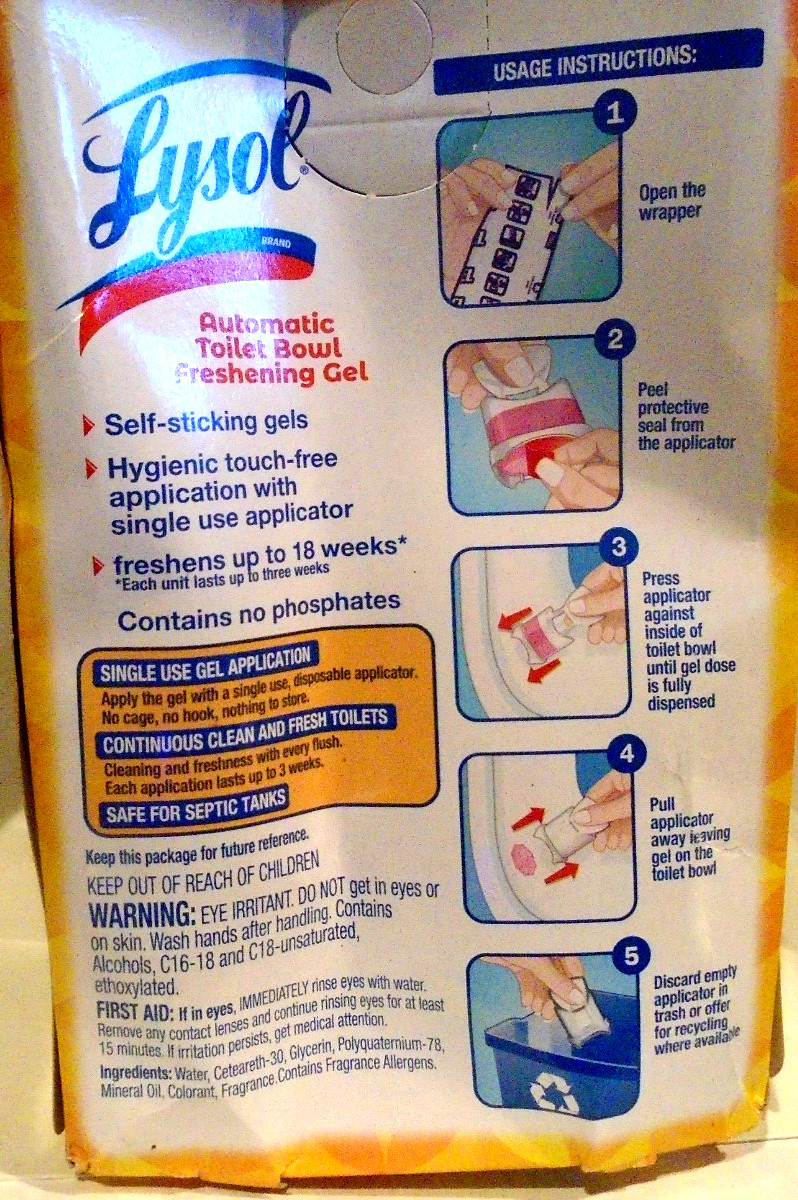 Lysol®
BRAND
Automatic
Toilet Bowl
Freshening Gel
Self-sticking gels
Hygienic touch-free
application with
single use applicator
freshens up to 18 weeks*
*Each unit lasts up to three weeks
Contains no phosphates
SINGLE USE GEL APPLICATION
Apply the gel with a single use, disposable applicator.
No cage, no hook, nothing to store.
CONTINUOUS CLEAN AND FRESH TOILETS
Cleaning and freshness with every flush.
Each application lasts up to 3 weeks.
SAFE FOR SEPTIC TANKS
Keep this package for future reference.
KEEP OUT OF REACH OF CHILDREN
WARNING: EYE IRRITANT. DO NOT get in eyes or
on skin. Wash hands after handling. Contains
Alcohols, C16-18 and C18-unsaturated,
ethoxylated.
FIRST AID: If in eyes, IMMEDIATELY rinse eyes with water.
Remove any contact lenses and continue rinsing eyes for at least
15 minutes. If irritation persists, get medical attention.
Ingredients: Water, Ceteareth-30, Glycerin, Polyquaternium-78,
Mineral Oil, Colorant, Fragrance. Contains Fragrance Allergens.
USAGE INSTRUCTIONS:
1
Open the
wrapper
2
Peel
protective
seal from
the applicator
3
Press
applicator
against
inside of
toilet bowl
until gel dose
is fully
dispensed
4
Pull
applicator
away leaving
gel on the
toilet bowl
5
Discard empty
applicator in
trash or offer
for recycling
where available